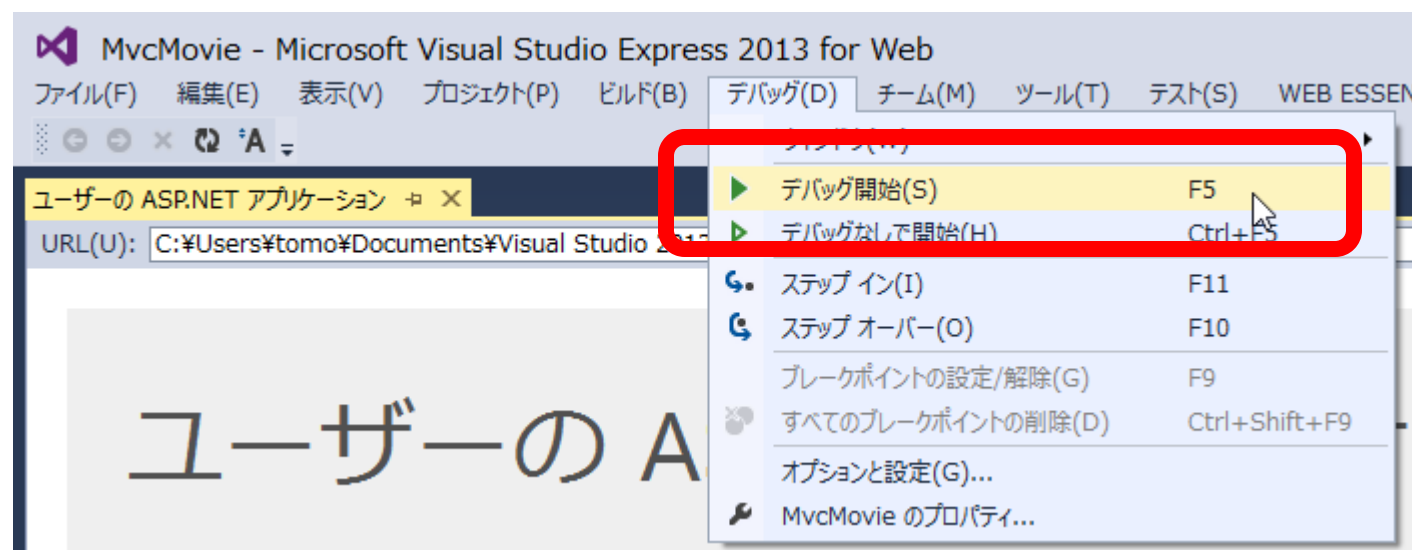 MvcMovie - Microsoft Visual Studio Express 2013 for Web
ファイル(F) 編集(E) 表示(V) プロジェクト(P) ビルド(B) デバッグ(D) チーム(M) ツール(T) テスト(S) WEB ESSEN
A
ユーザーの ASP.NET アプリケーション
URL(U): C:¥Users¥tomo¥Documents¥Visual Studio 2013
デバッグ開始(S) F5
デバッグなしで開始(H) Ctrl+F5
ステップ イン(I) F11
ステップ オーバー(O) F10
ブレークポイントの設定/解除(G) F9
すべてのブレークポイントの削除(D) Ctrl+Shift+F9
オプションと設定(G)...
MvcMovie のプロパティ...
ユーザーの A